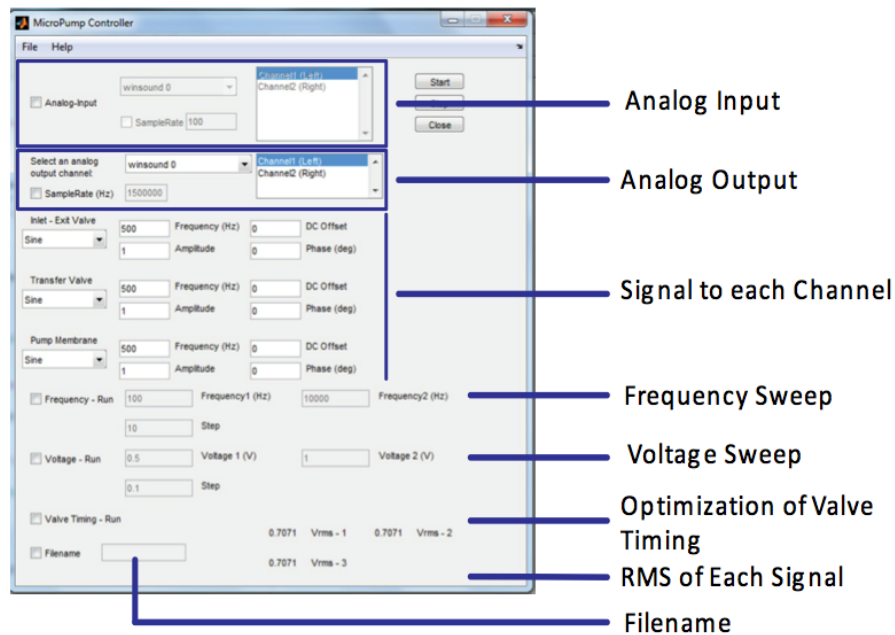 MicroPump Controller
File Help
Analog-Input
winsound 0
SampleRate 100
Channel1 (Left)
Channel2 (Right)
Start
Close
Analog Input
Select an analog
output channel:
winsound 0
Channel1 (Left)
Channel2 (Right)
SampleRate (Hz) 1500000
Analog Output
Inlet - Exit Valve
Sine
500 Frequency (Hz) 0 DC Offset
1 Amplitude 0 Phase (deg)
Transfer Valve
Sine
500 Frequency (Hz) 0 DC Offset
1 Amplitude 0 Phase (deg)
Signal to each Channel
Pump Membrane
Sine
500 Frequency (Hz) 0 DC Offset
1 Amplitude 0 Phase (deg)
Frequency - Run 100 Frequency1 (Hz) 10000 Frequency2 (Hz)
10 Step
Frequency Sweep
Voltage - Run 0.5 Voltage 1 (V) 1 Voltage 2 (V)
0.1 Step
Voltage Sweep
Valve Timing - Run
Optimization of Valve
Timing
0.7071 Vrms - 1 0.7071 Vrms - 2
Filename
0.7071 Vrms - 3
RMS of Each Signal
Filename